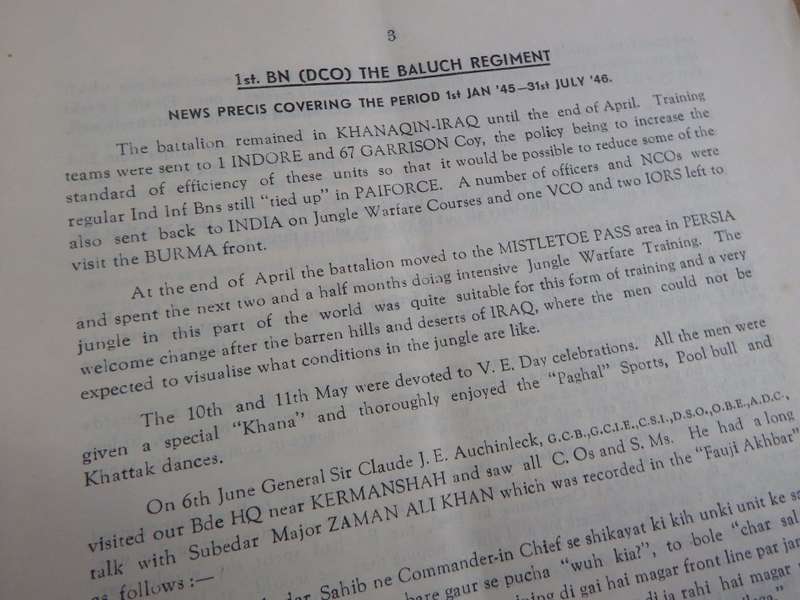 3
1st. BN (DCO) THE BALUCH REGIMENT
NEWS PRECIS COVERING THE PERIOD 1st JAN '45—31st JULY '46.
The battalion remained in KHANAQIN-IRAQ until the end of April. Training
teams were sent to 1 INDORE and 67 GARRISON Coy, the policy being to increase the
standard of efficiency of these units so that it would be possible to reduce some of the
regular Ind Inf Bns still "tied up" in PAIFORCE. A number of officers and NCOs were
also sent back to INDIA on Jungle Warfare Courses and one VCO and two IORS left to
visit the BURMA front.
At the end of April the battalion moved to the MISTLETOE PASS area in PERSIA
and spent the next two and a half months doing intensive Jungle Warfare Training. The
jungle in this part of the world was quite suitable for this form of training and a very
welcome change after the barren hills and deserts of IRAQ, where the men could not be
expected to visualise what conditions in the jungle are like.
The 10th and 11th May were devoted to V. E. Day celebrations. All the men were
given a special "Khana" and thoroughly enjoyed the "Paghal" Sports, Pool bull and
Khattak dances.
On 6th June General Sir Claude J. E. Auchinleck, G.C.B., G.C.I.E., C.S.I., D.S.O., O.B.E., A.D.C.,
visited our Bde HQ near KERMANSHAH and saw all C. Os and S. Ms. He had a long
talk with Subedar Major ZAMAN ALI KHAN which was recorded in the "Fauji Akhbar"
as follows :—
Sahib ne Commander-in Chief se shikayat ki kih unki unit ke
gaur se pucha "wuh kia?", to bole "char
di gai hai magar front line par
di ja rahi hai magar